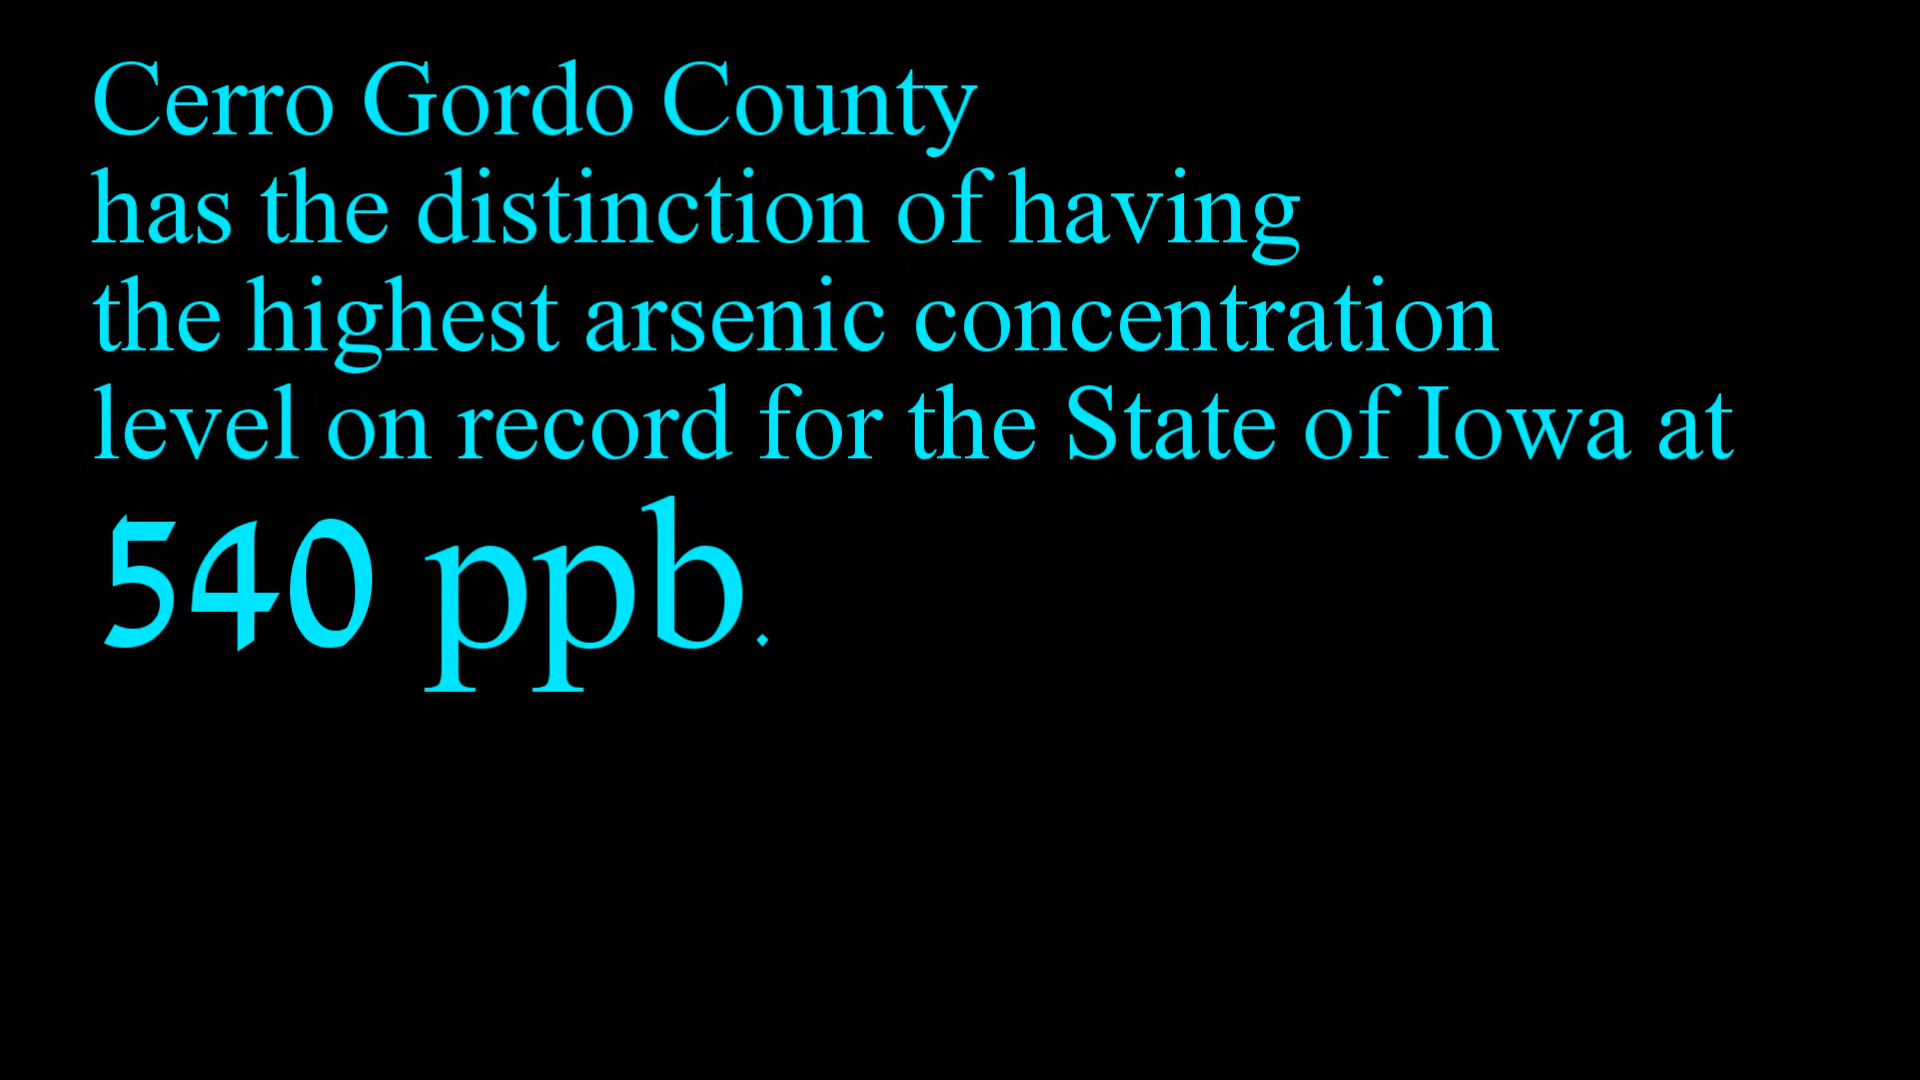 Cerro Gordo County
has the distinction of having
the highest arsenic concentration
level on record for the State of Iowa at
540 ppb.